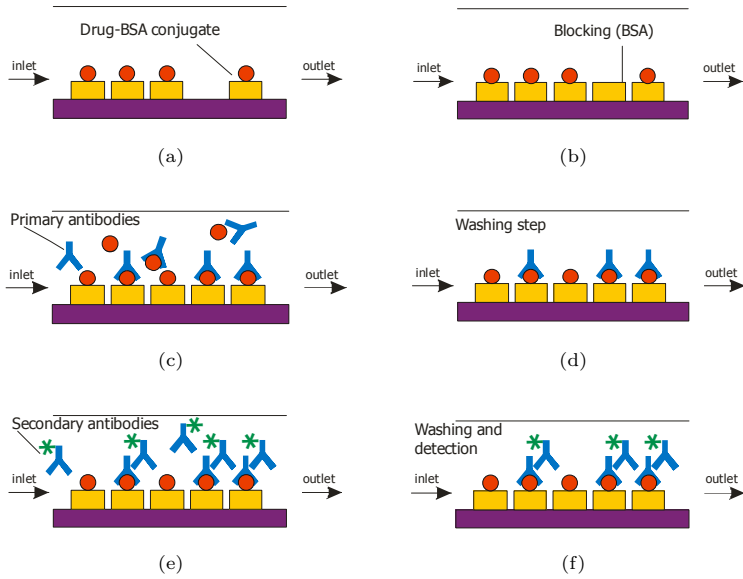 Drug-BSA conjugate
inlet
outlet
(a)
Blocking (BSA)
inlet
outlet
(b)
Primary antibodies
inlet
outlet
(c)
Washing step
inlet
outlet
(d)
Secondary antibodies
inlet
outlet
(e)
Washing and
detection
inlet
outlet
(f)